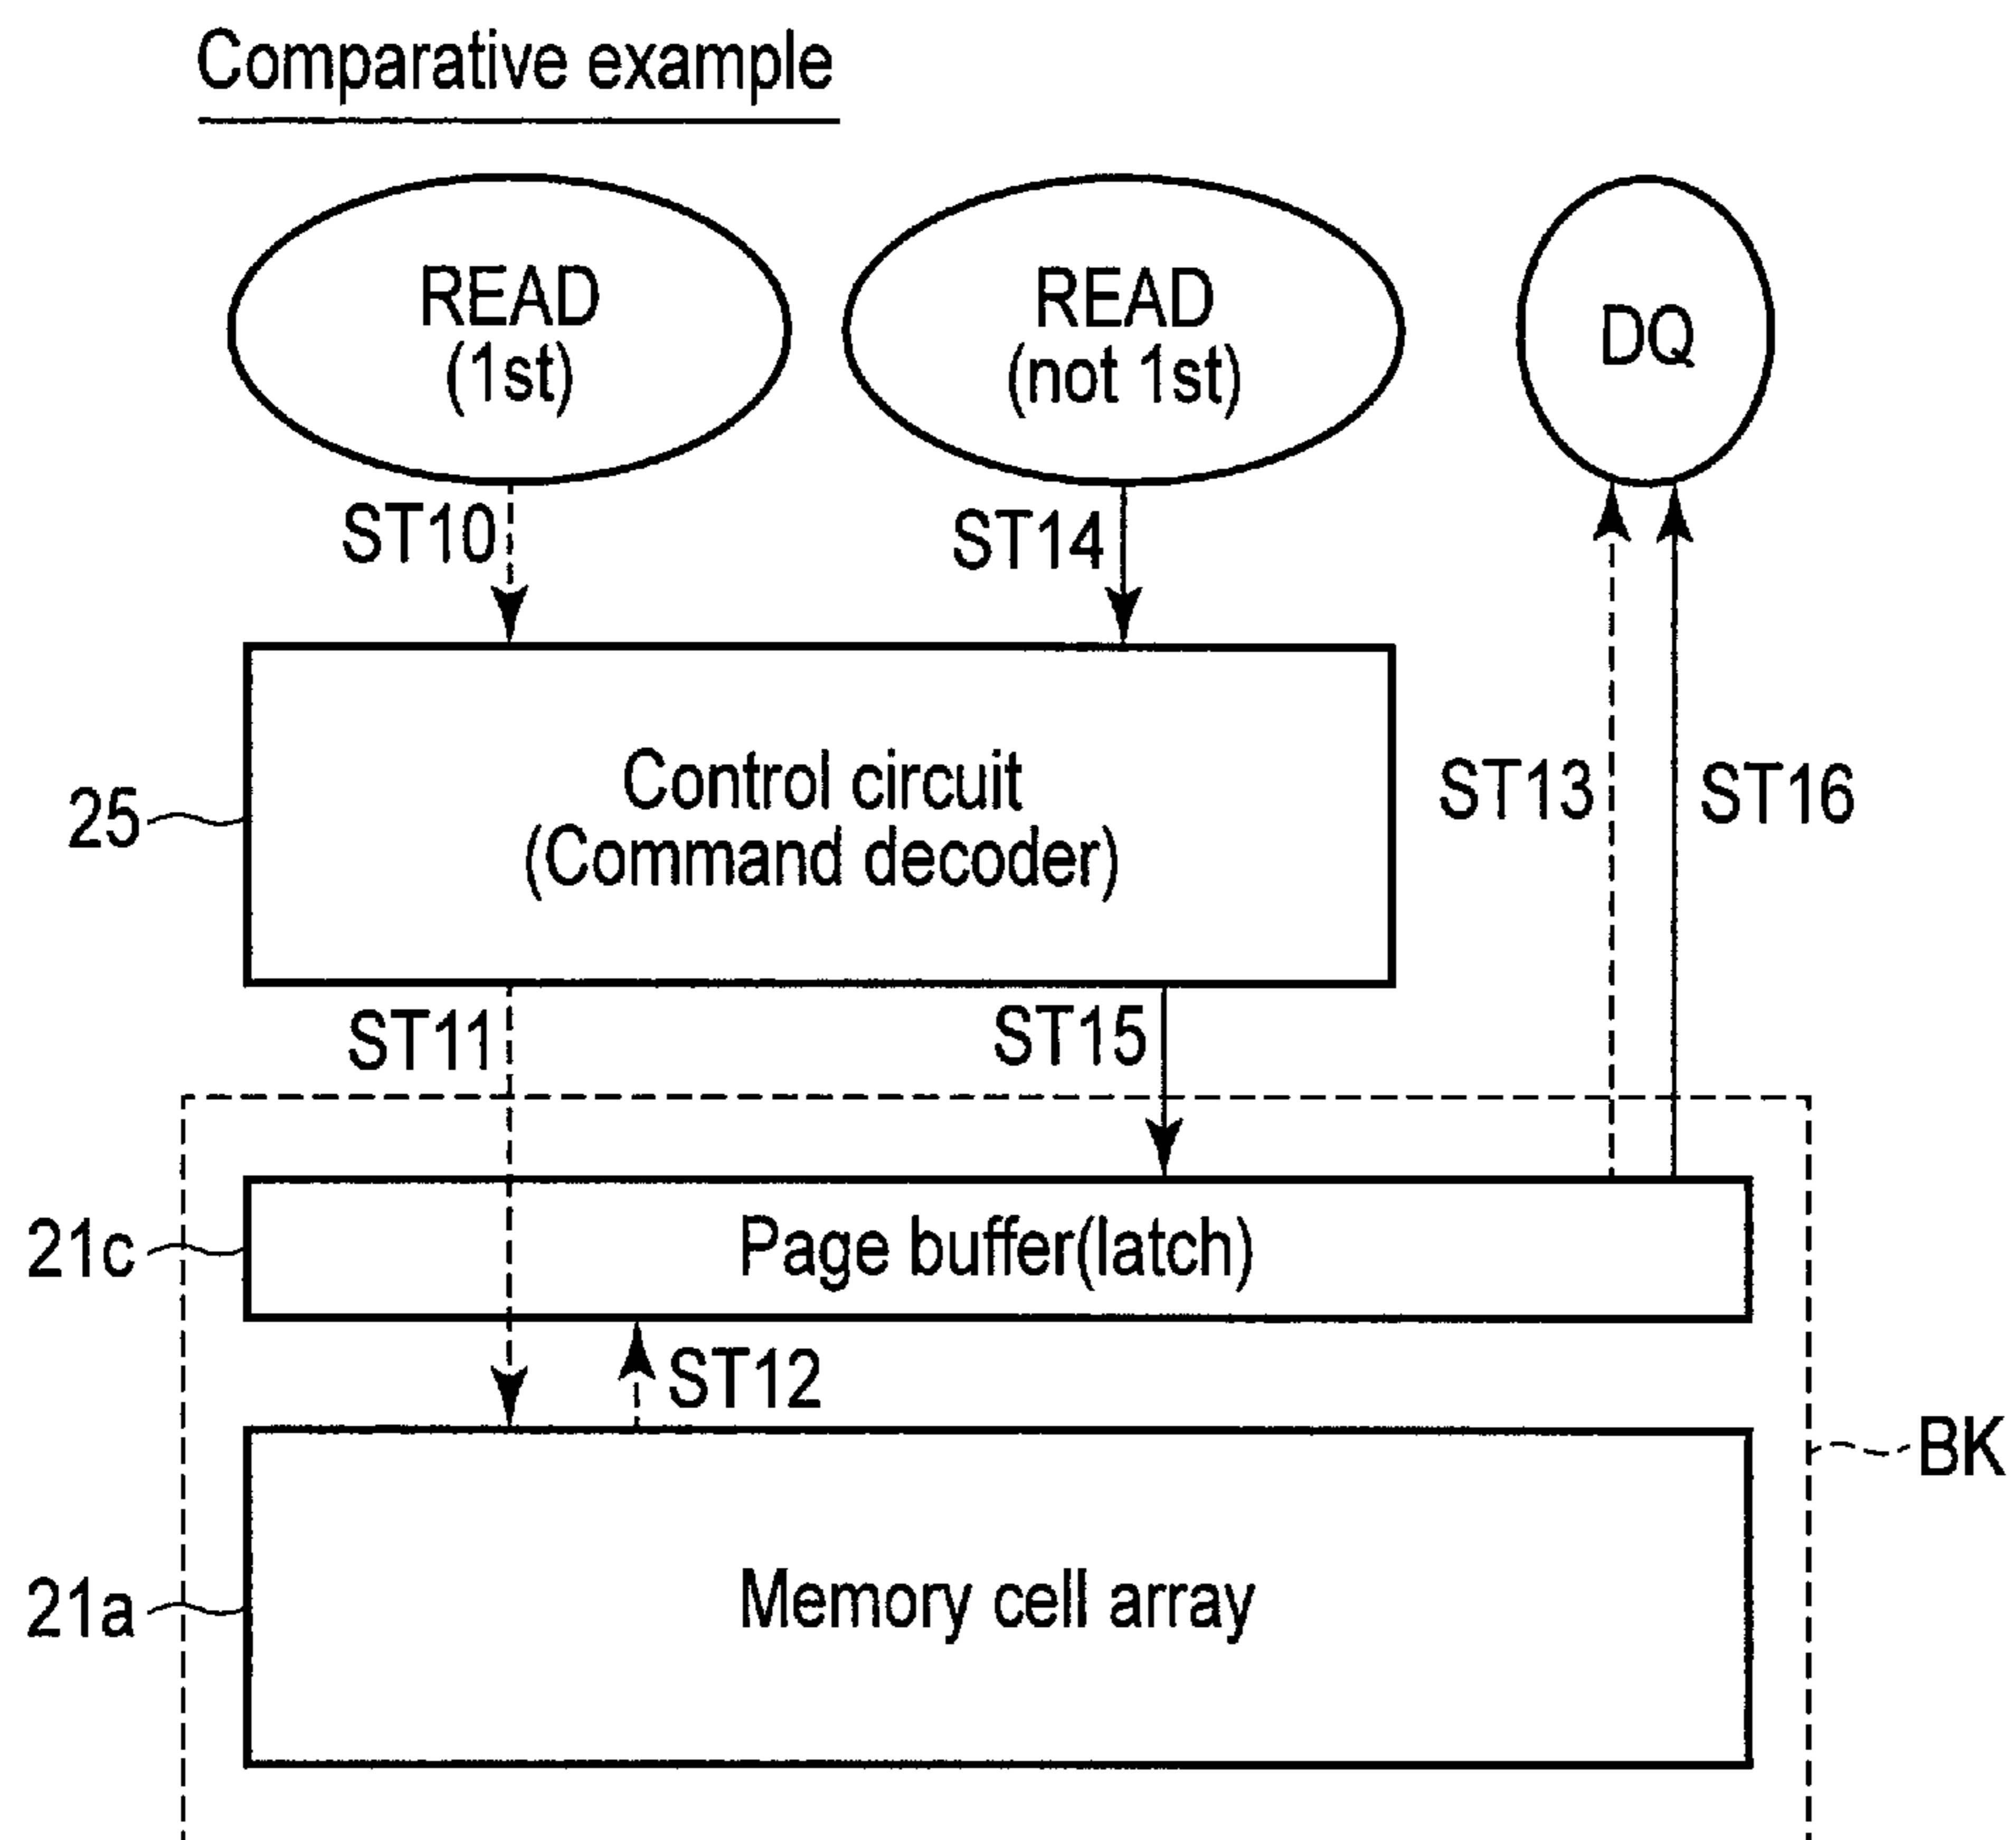 Comparative example
READ
(1st)
READ
(not 1st)
DQ
ST10
ST14
25
Control circuit
(Command decoder)
ST13
ST16
ST11
ST15
21c
Page buffer(latch)
ST12
BK
21a
Memory cell array